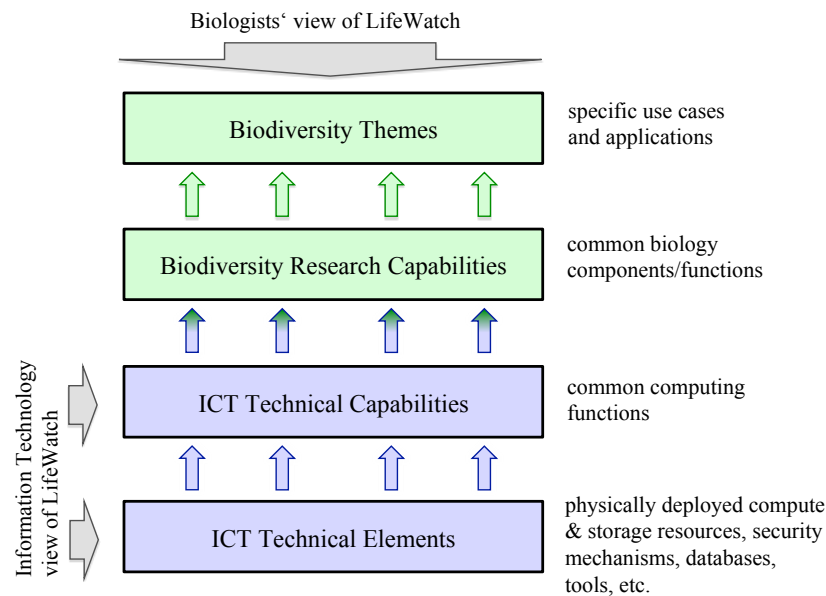 Biologists‘ view of LifeWatch
Biodiversity Themes
specific use cases
and applications
Biodiversity Research Capabilities
common biology
components/functions
Information Technology
view of LifeWatch
ICT Technical Capabilities
common computing
functions
ICT Technical Elements
physically deployed compute
& storage resources, security
mechanisms, databases,
tools, etc.